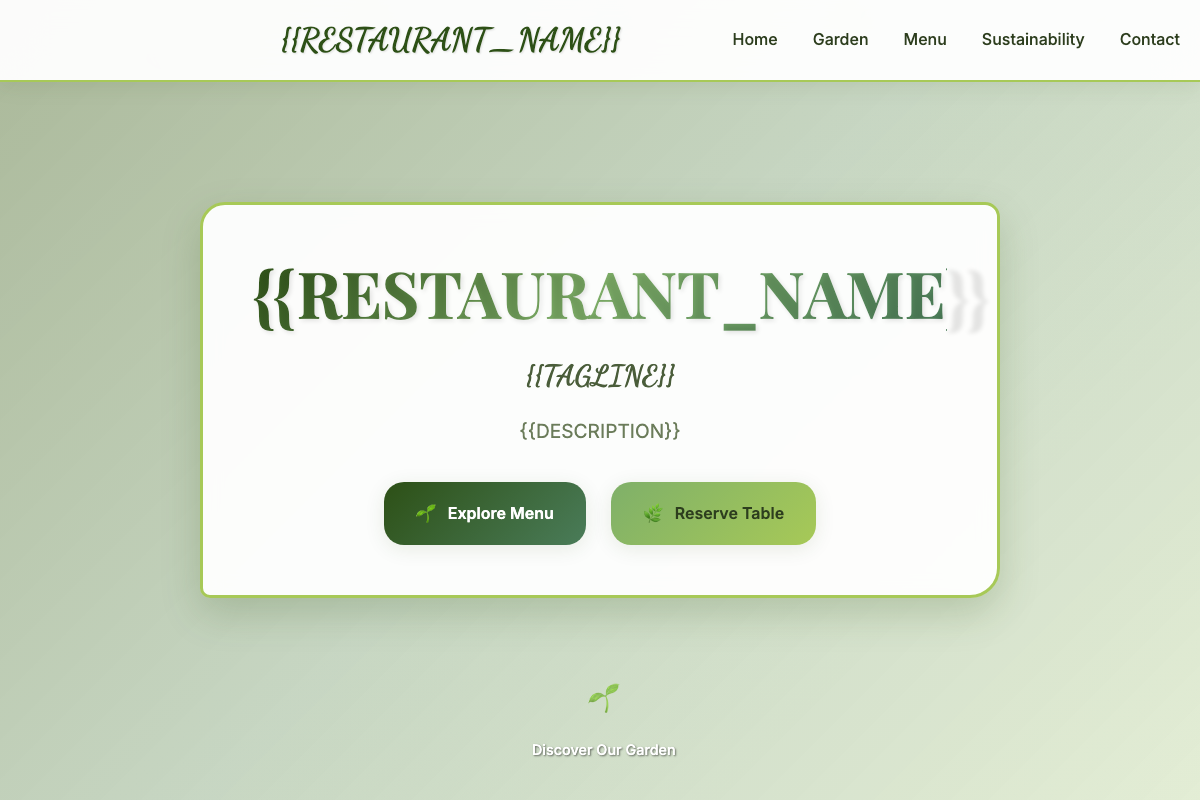 {{RESTAURANT_NAME}}
Home Garden Menu Sustainability Contact
{{RESTAURANT_NAME}}
{{TAGLINE}}
{{DESCRIPTION}}
Explore Menu
Reserve Table
Discover Our Garden